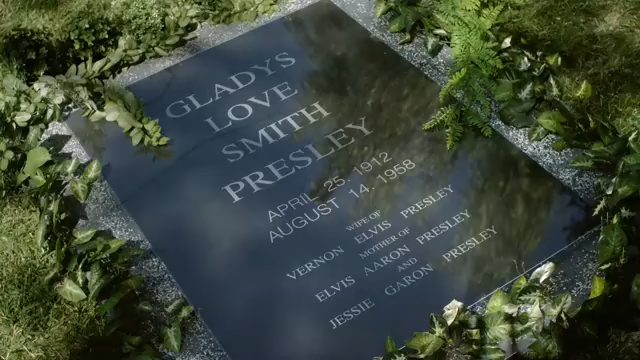 GLADYS
LOVE
SMITH
PRESLEY
APRIL 25, 1912
AUGUST 14, 1958
WIFE OF
VERNON ELVIS PRESLEY
MOTHER OF
ELVIS AARON PRESLEY
AND
JESSIE GARON PRESLEY